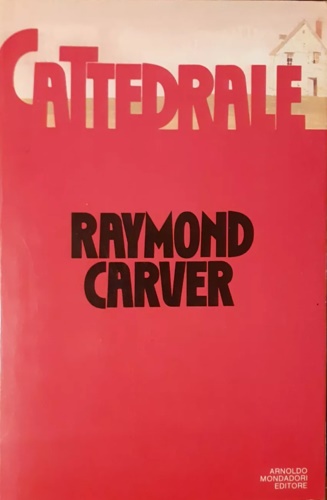 CATTEDRALE
RAYMOND
CARVER
ARNOLDO
MONDADORI
EDITORE